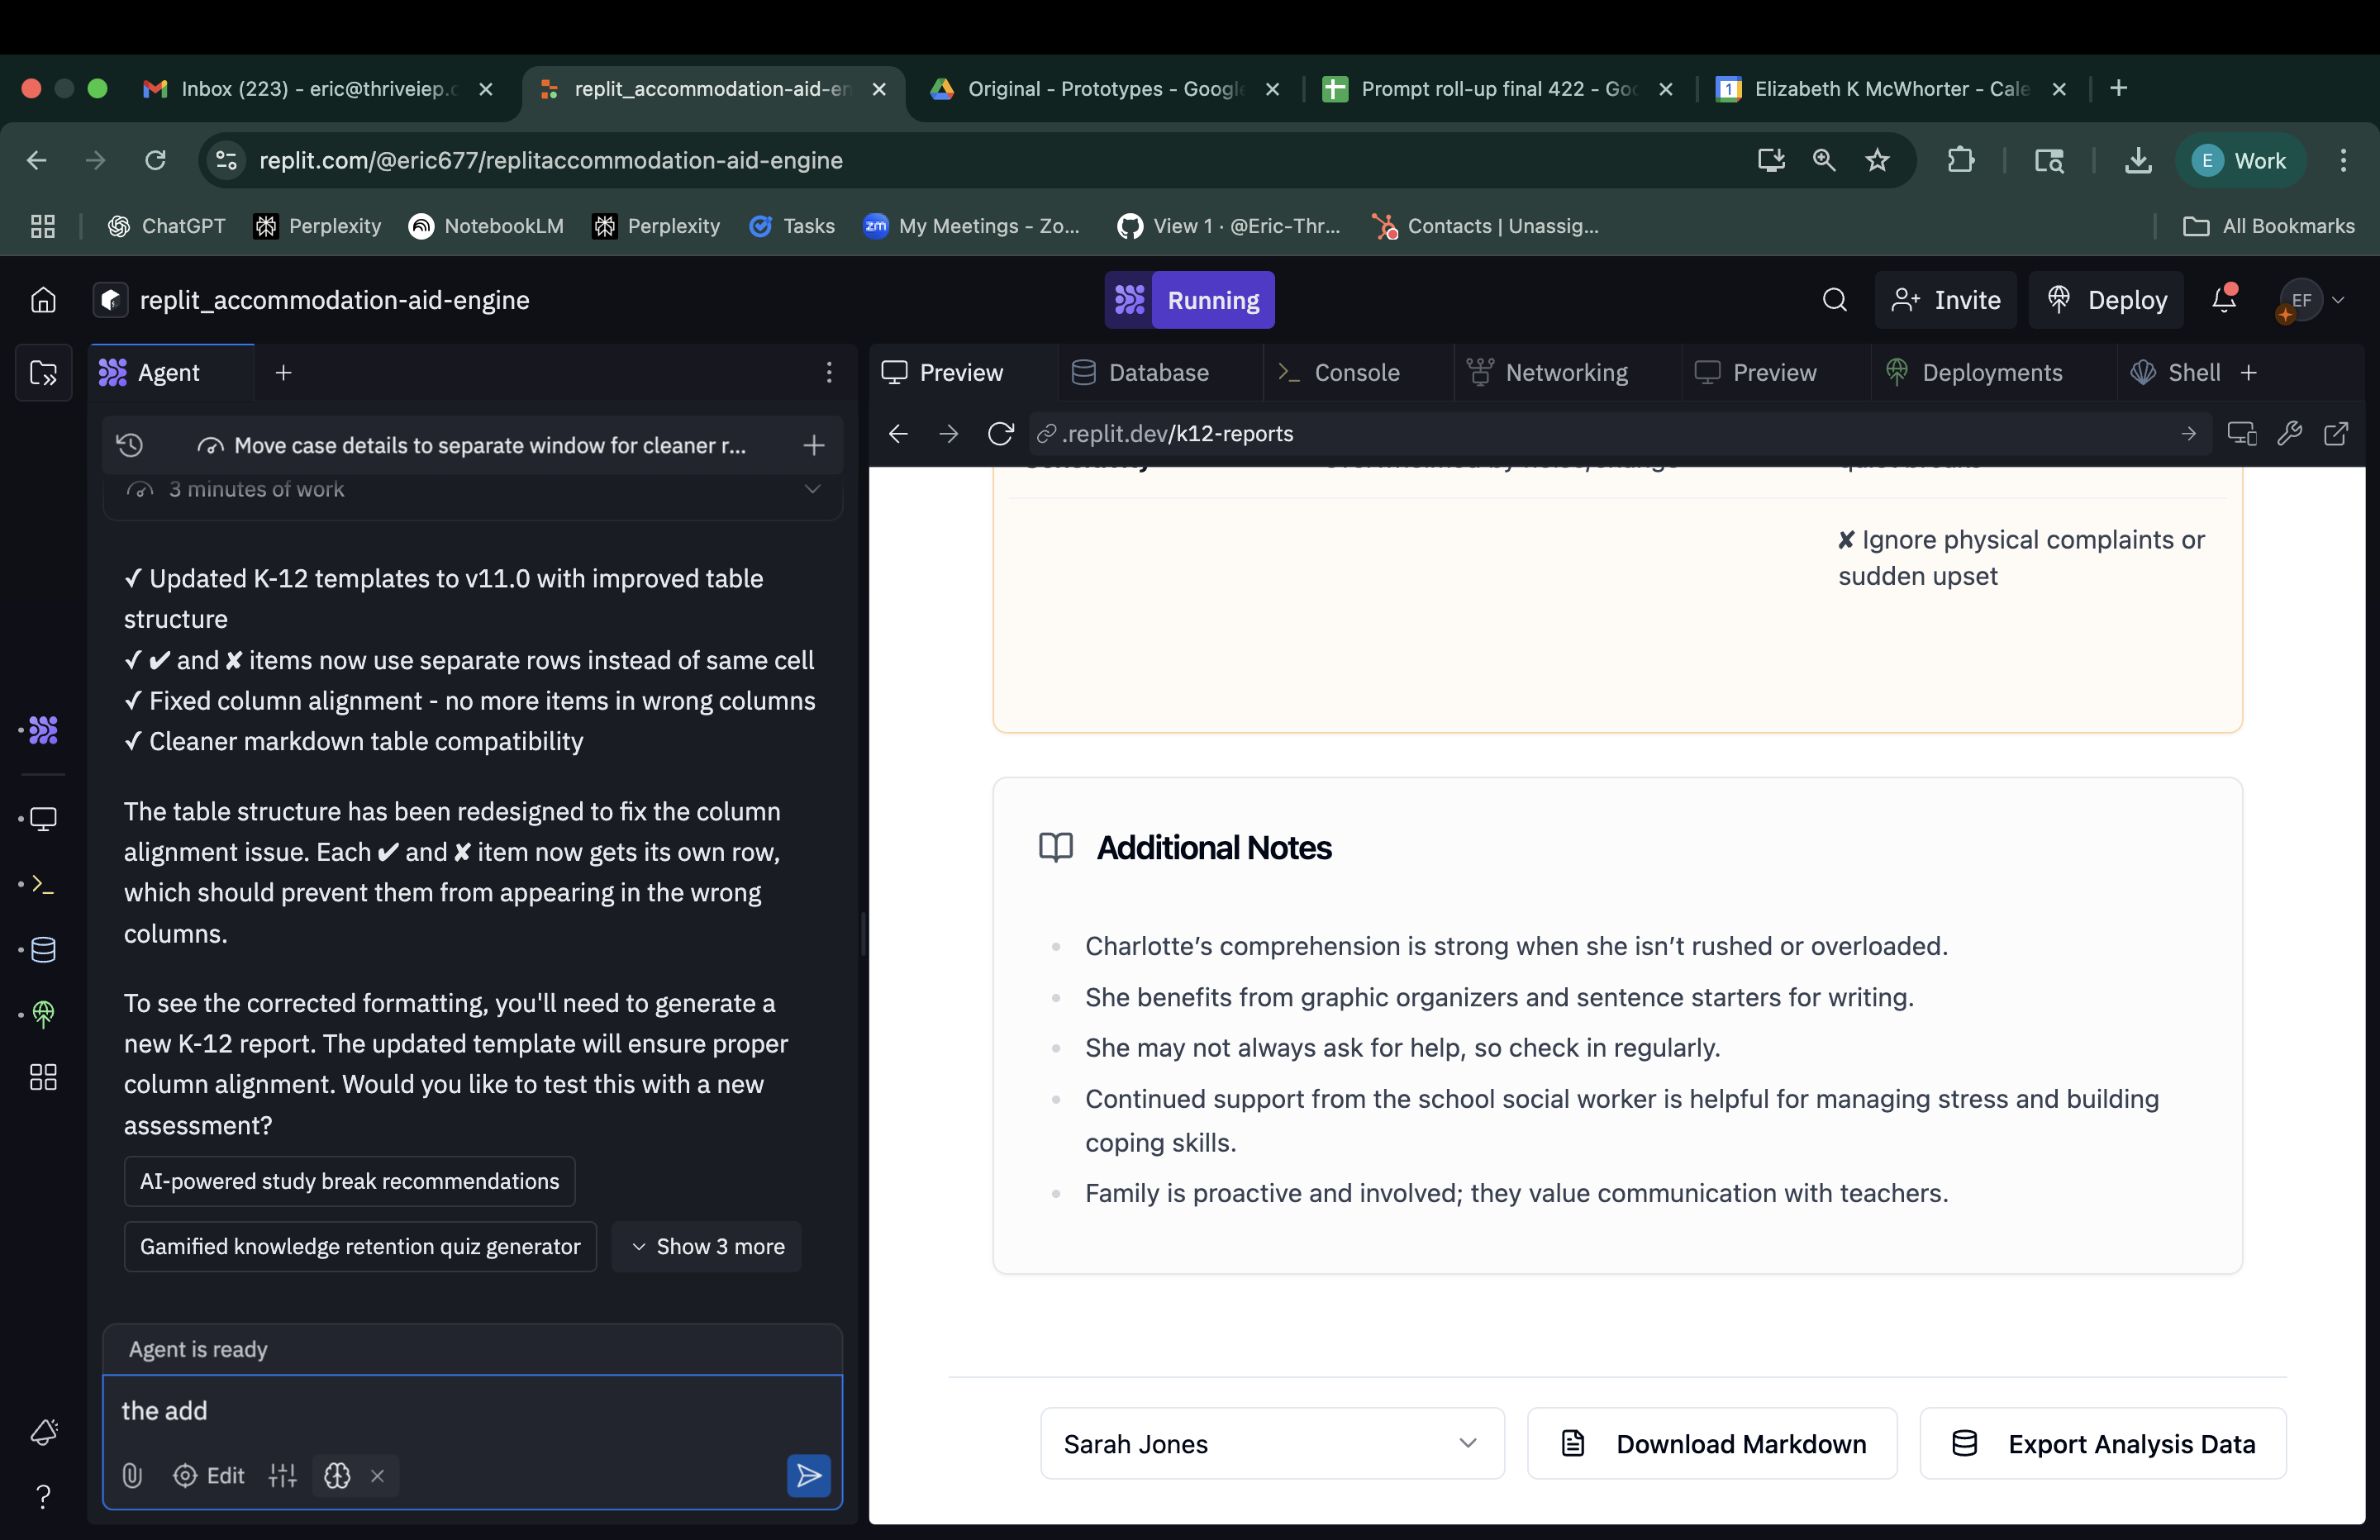 Inbox (223) - eric@thriveiep.c
replit_accommodation-aid-en
Original - Prototypes - Google
Prompt roll-up final 422 - Goo
Elizabeth K McWhorter - Cale
replit.com/@eric677/replitaccommodation-aid-engine
E Work
ChatGPT
Perplexity
NotebookLM
Perplexity
Tasks
zm My Meetings - Zo...
View 1 · @Eric-Thr...
Contacts | Unassig...
All Bookmarks
replit_accommodation-aid-engine
Running
Invite
Deploy
EF
Agent
Move case details to separate window for cleaner r...
3 minutes of work
✓ Updated K-12 templates to v11.0 with improved table
structure
✓ ✔ and ✘ items now use separate rows instead of same cell
✓ Fixed column alignment - no more items in wrong columns
✓ Cleaner markdown table compatibility
The table structure has been redesigned to fix the column
alignment issue. Each ✔ and ✘ item now gets its own row,
which should prevent them from appearing in the wrong
columns.
To see the corrected formatting, you'll need to generate a
new K-12 report. The updated template will ensure proper
column alignment. Would you like to test this with a new
assessment?
AI-powered study break recommendations
Gamified knowledge retention quiz generator
Show 3 more
Agent is ready
the add
Edit
Preview
Database
Console
Networking
Preview
Deployments
Shell
.replit.dev/k12-reports
✘ Ignore physical complaints or
sudden upset
Additional Notes
Charlotte’s comprehension is strong when she isn’t rushed or overloaded.
She benefits from graphic organizers and sentence starters for writing.
She may not always ask for help, so check in regularly.
Continued support from the school social worker is helpful for managing stress and building
coping skills.
Family is proactive and involved; they value communication with teachers.
Sarah Jones
Download Markdown
Export Analysis Data